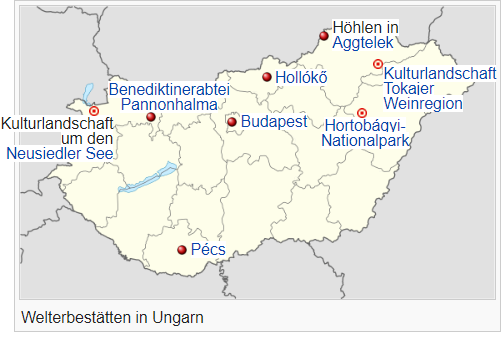 Höhlen in
Aggtelek
Kulturlandschaft
Tokajer
Weinregion
Hollókő
Benediktinerabtei
Pannonhalma
Budapest
Hortobágyi-
Nationalpark
Kulturlandschaft
um den
Neusiedler See
Pécs
Welterbestätten in Ungarn